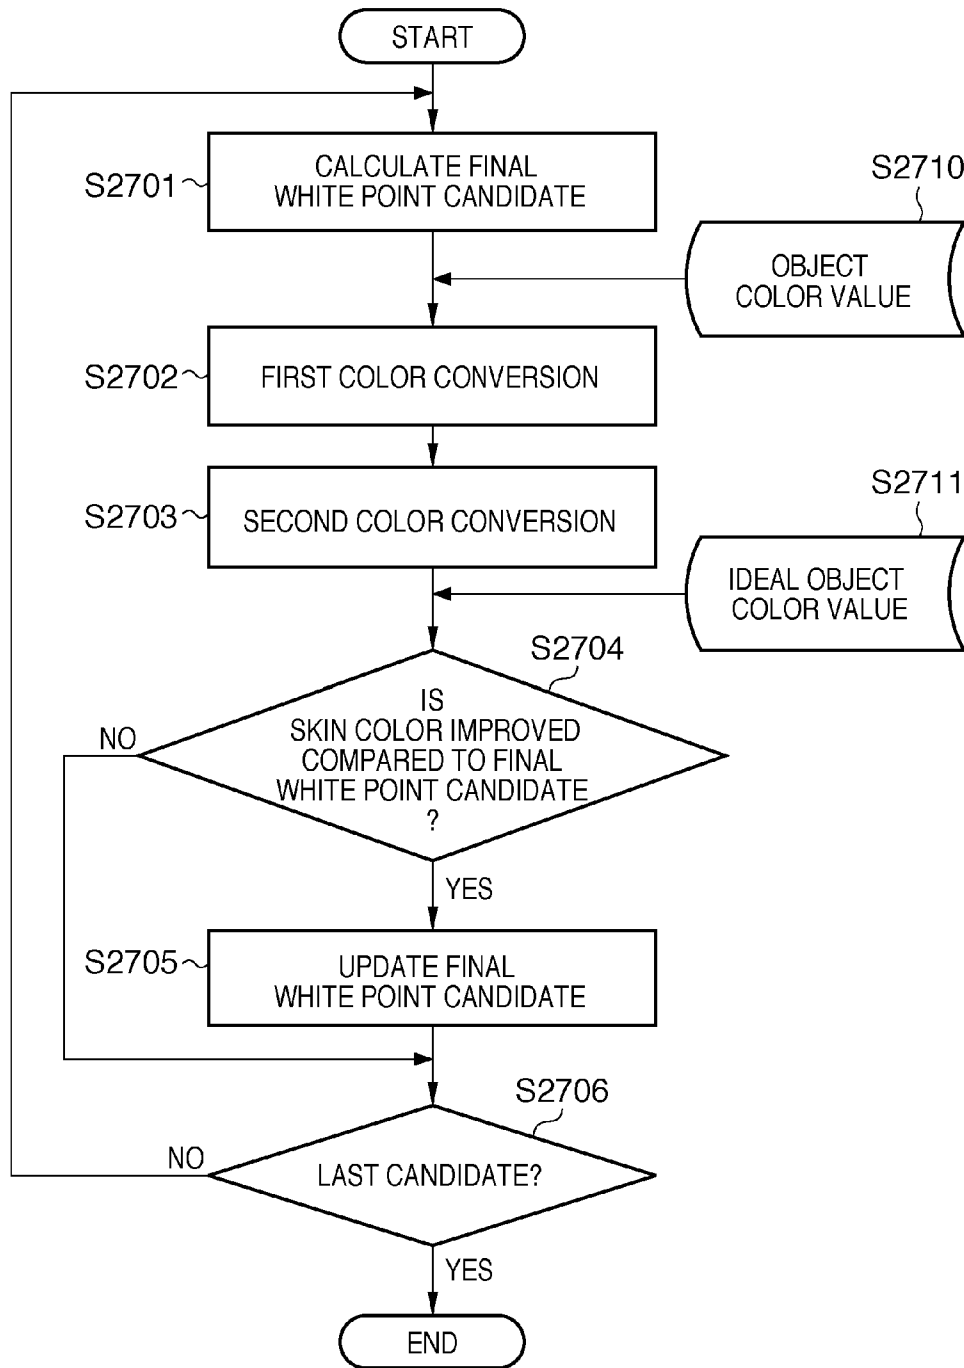 START
S2701
CALCULATE FINAL
WHITE POINT CANDIDATE
S2710
OBJECT
COLOR VALUE
S2702
FIRST COLOR CONVERSION
S2703
SECOND COLOR CONVERSION
S2711
IDEAL OBJECT
COLOR VALUE
S2704
IS
SKIN COLOR IMPROVED
COMPARED TO FINAL
WHITE POINT CANDIDATE
?
NO
YES
S2705
UPDATE FINAL
WHITE POINT CANDIDATE
S2706
LAST CANDIDATE?
NO
YES
END